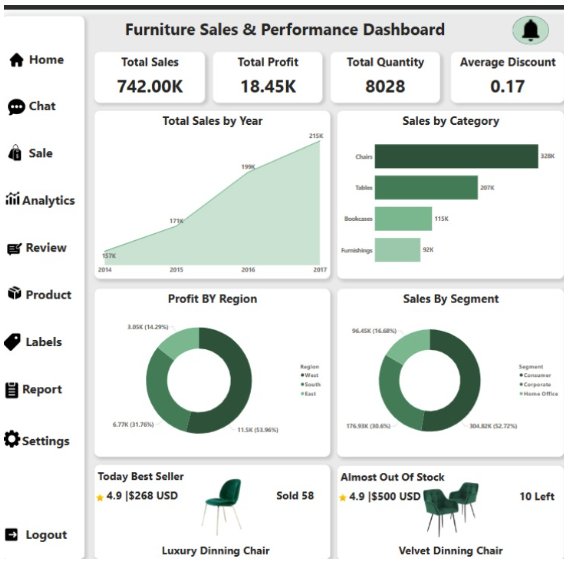 Furniture Sales & Performance Dashboard
Home
Chat
Sale
Analytics
Review
Product
Labels
Report
Settings
Logout
Total Sales
742.00K
Total Profit
18.45K
Total Quantity
8028
Average Discount
0.17
Total Sales by Year
215K
199K
171K
157K
2014 2015 2016 2017
Sales by Category
Chairs 328K
Tables 207K
Bookcases 115K
Furnishings 92K
Profit BY Region
3.05K (14.29%)
6.77K (31.76%)
11.5K (53.96%)
Region
West
South
East
Sales By Segment
96.45K (16.68%)
176.93K (30.6%)
304.82K (52.72%)
Segment
Consumer
Corporate
Home Office
Today Best Seller
4.9 |$268 USD
Sold 58
Luxury Dinning Chair
Almost Out Of Stock
4.9 |$500 USD
10 Left
Velvet Dinning Chair